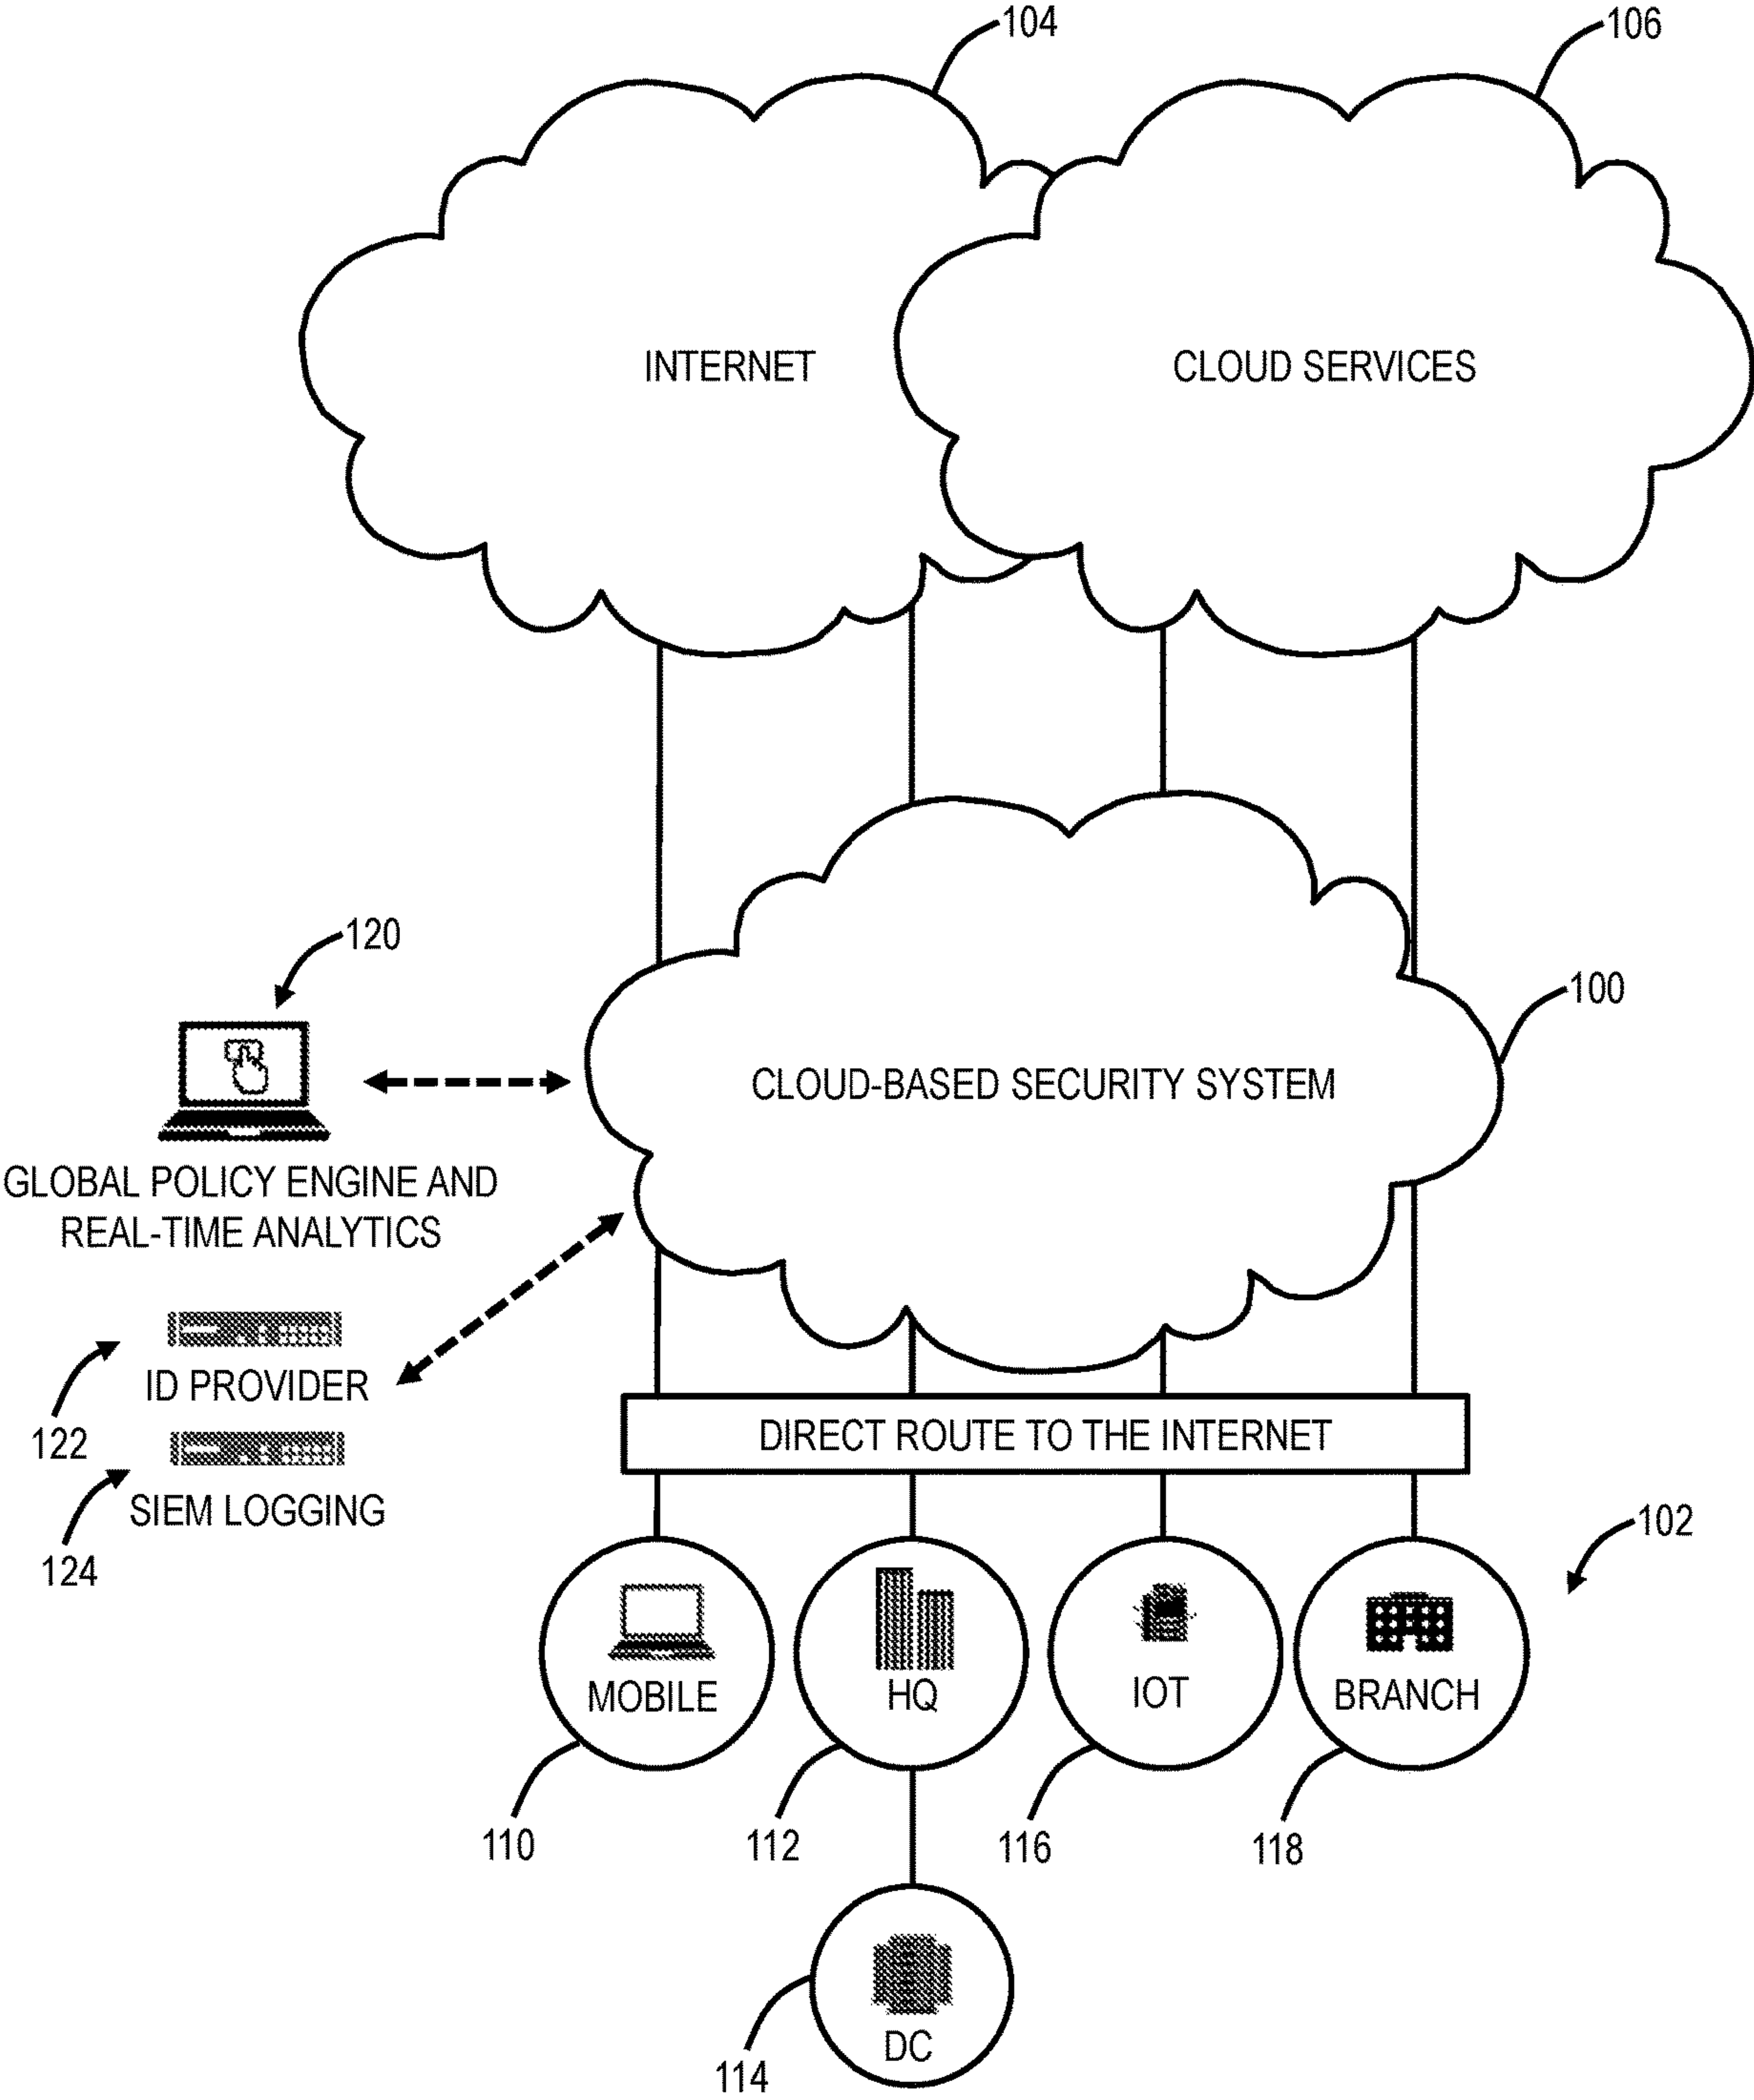 104
106
INTERNET
CLOUD SERVICES
120
100
CLOUD-BASED SECURITY SYSTEM
GLOBAL POLICY ENGINE AND
REAL-TIME ANALYTICS
ID PROVIDER
122
DIRECT ROUTE TO THE INTERNET
SIEM LOGGING
124
102
MOBILE
HQ
IOT
BRANCH
110
112
116
118
DC
114